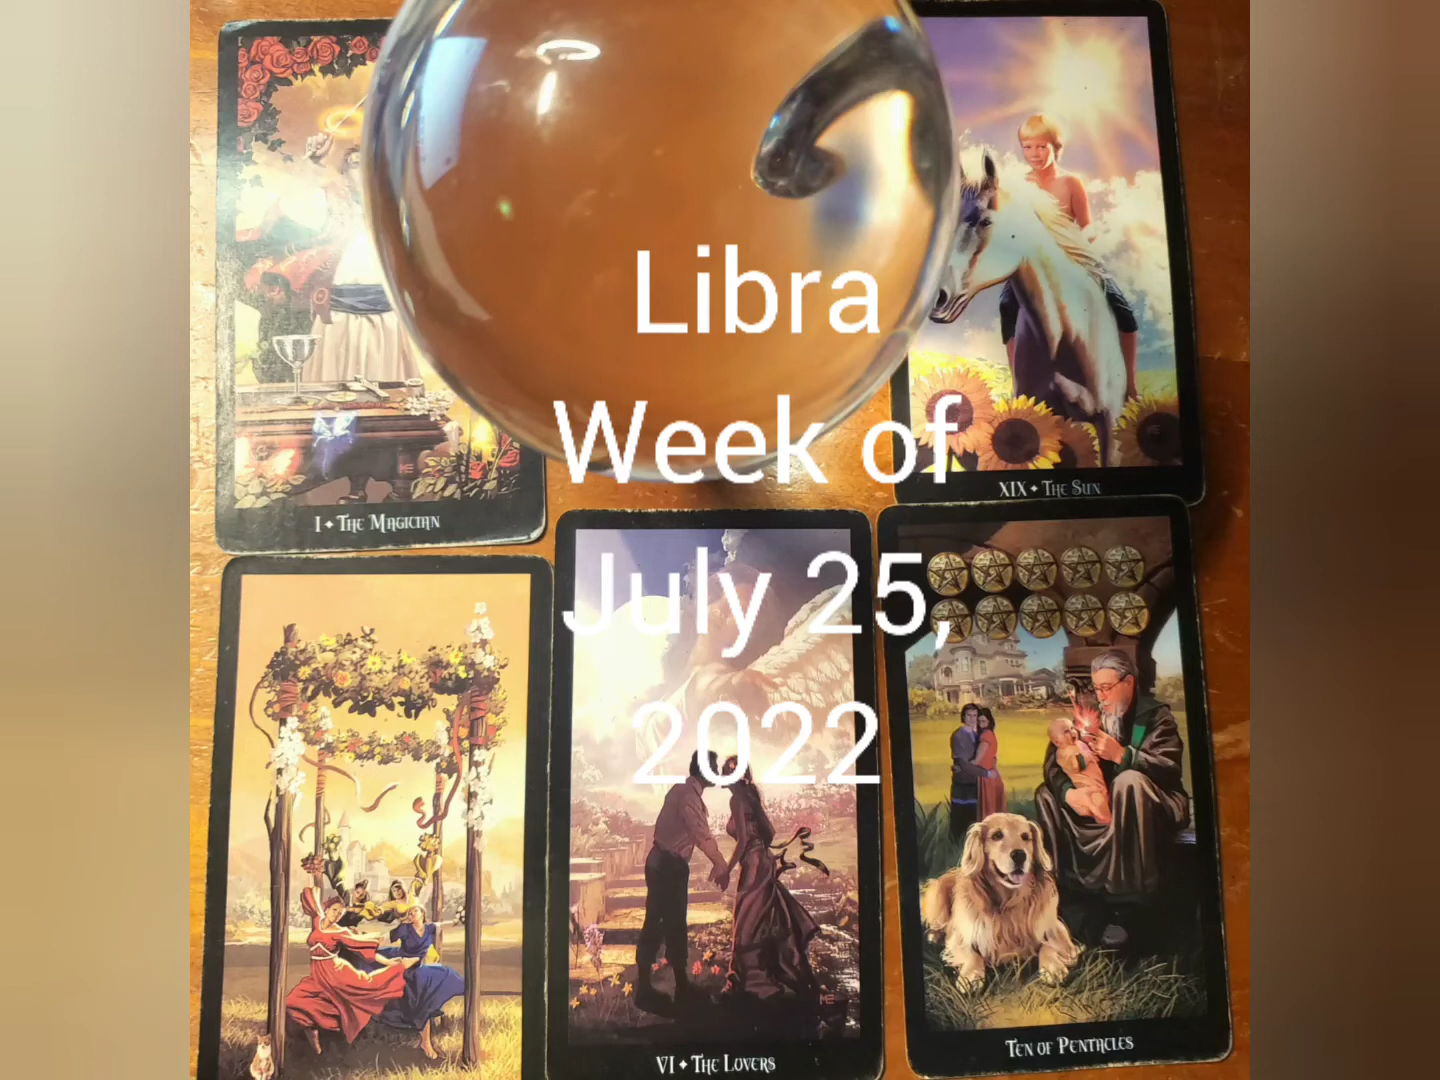 Libra
Week of
July 25,
2022
I ✦ THE MAGICIAN
XIX ✦ THE SUN
VI ✦ THE LOVERS
TEN OF PENTACLES